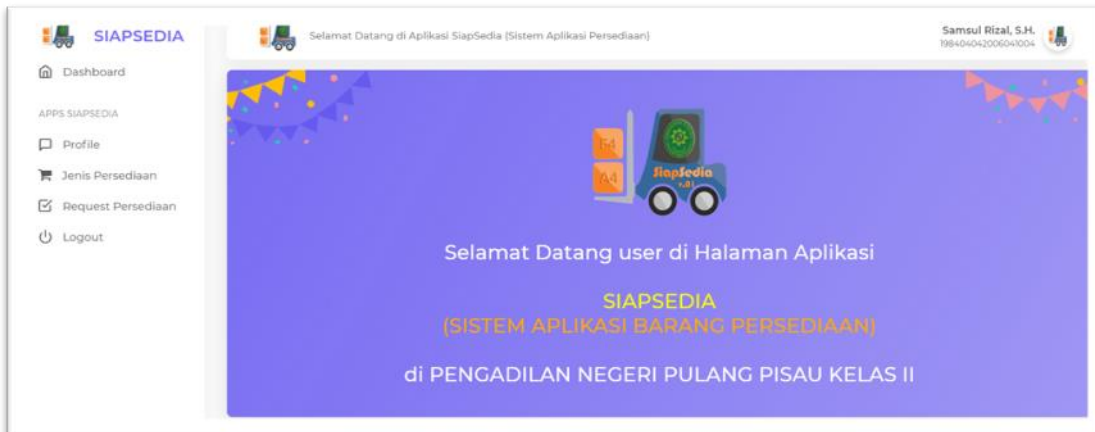 SIAPSEDIA
Dashboard
APPS SIAPSEDIA
Profile
Jenis Persediaan
Request Persediaan
Logout
Selamat Datang di Aplikasi SiapSedia (Sistem Aplikasi Persediaan)
Samsul Rizal, S.H.
198404042006041004
F4
A4
SiapSedia
v.01
Selamat Datang user di Halaman Aplikasi
SIAPSEDIA
(SISTEM APLIKASI BARANG PERSEDIAAN)
di PENGADILAN NEGERI PULANG PISAU KELAS II